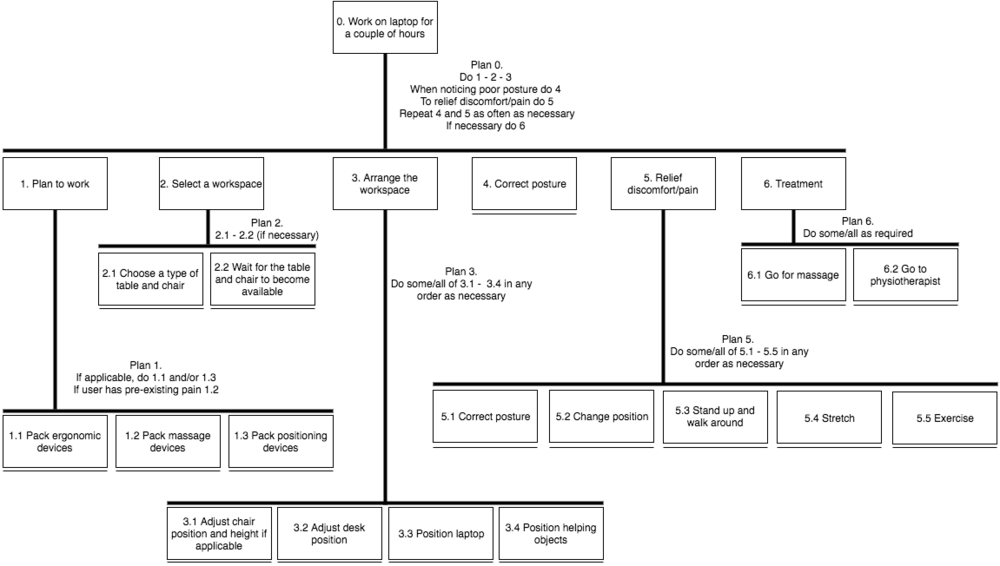 0. Work on laptop for
a couple of hours
Plan 0.
Do 1 - 2 - 3
When noticing poor posture do 4
To relief discomfort/pain do 5
Repeat 4 and 5 as often as necessary
If necessary do 6
1. Plan to work
2. Select a workspace
3. Arrange the
workspace
4. Correct posture
5. Relief
discomfort/pain
6. Treatment
Plan 2.
2.1 - 2.2 (if necessary)
Plan 6.
Do some/all as required
2.1 Choose a type of
table and chair
2.2 Wait for the table
and chair to become
available
Plan 3.
Do some/all of 3.1 - 3.4 in any
order as necessary
6.1 Go for massage
6.2 Go to
physiotherapist
Plan 5.
Do some/all of 5.1 - 5.5 in any
order as necessary
Plan 1.
If applicable, do 1.1 and/or 1.3
If user has pre-existing pain 1.2
5.1 Correct posture
5.2 Change position
5.3 Stand up and
walk around
5.4 Stretch
5.5 Exercise
1.1 Pack ergonomic
devices
1.2 Pack massage
devices
1.3 Pack positioning
devices
3.1 Adjust chair
position and height if
applicable
3.2 Adjust desk
position
3.3 Position laptop
3.4 Position helping
objects